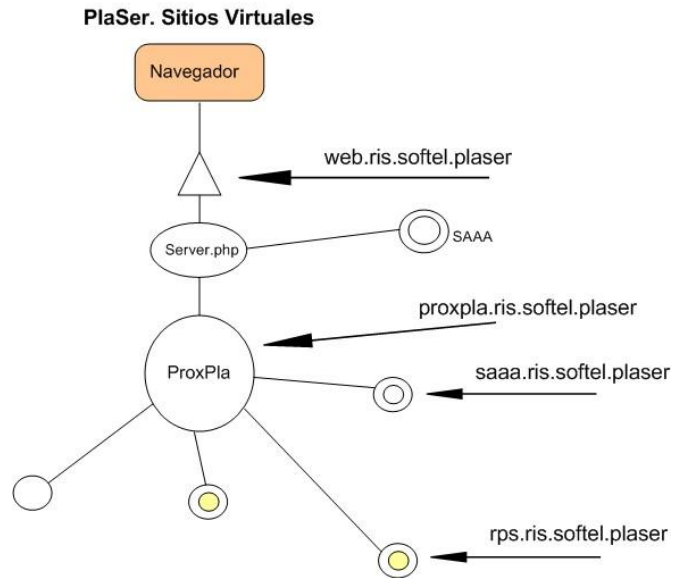 PlaSer. Sitios Virtuales
Navegador
web.ris.softel.plaser
Server.php
SAAA
proxpla.ris.softel.plaser
ProxPla
saaa.ris.softel.plaser
rps.ris.softel.plaser